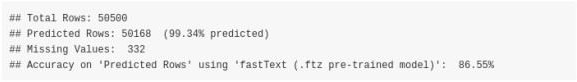 ## Total Rows: 50500
## Predicted Rows: 50168  (99.34% predicted)
## Missing Values:  332
## Accuracy on 'Predicted Rows' using 'fastText (.ftz pre-trained model)':  86.55%